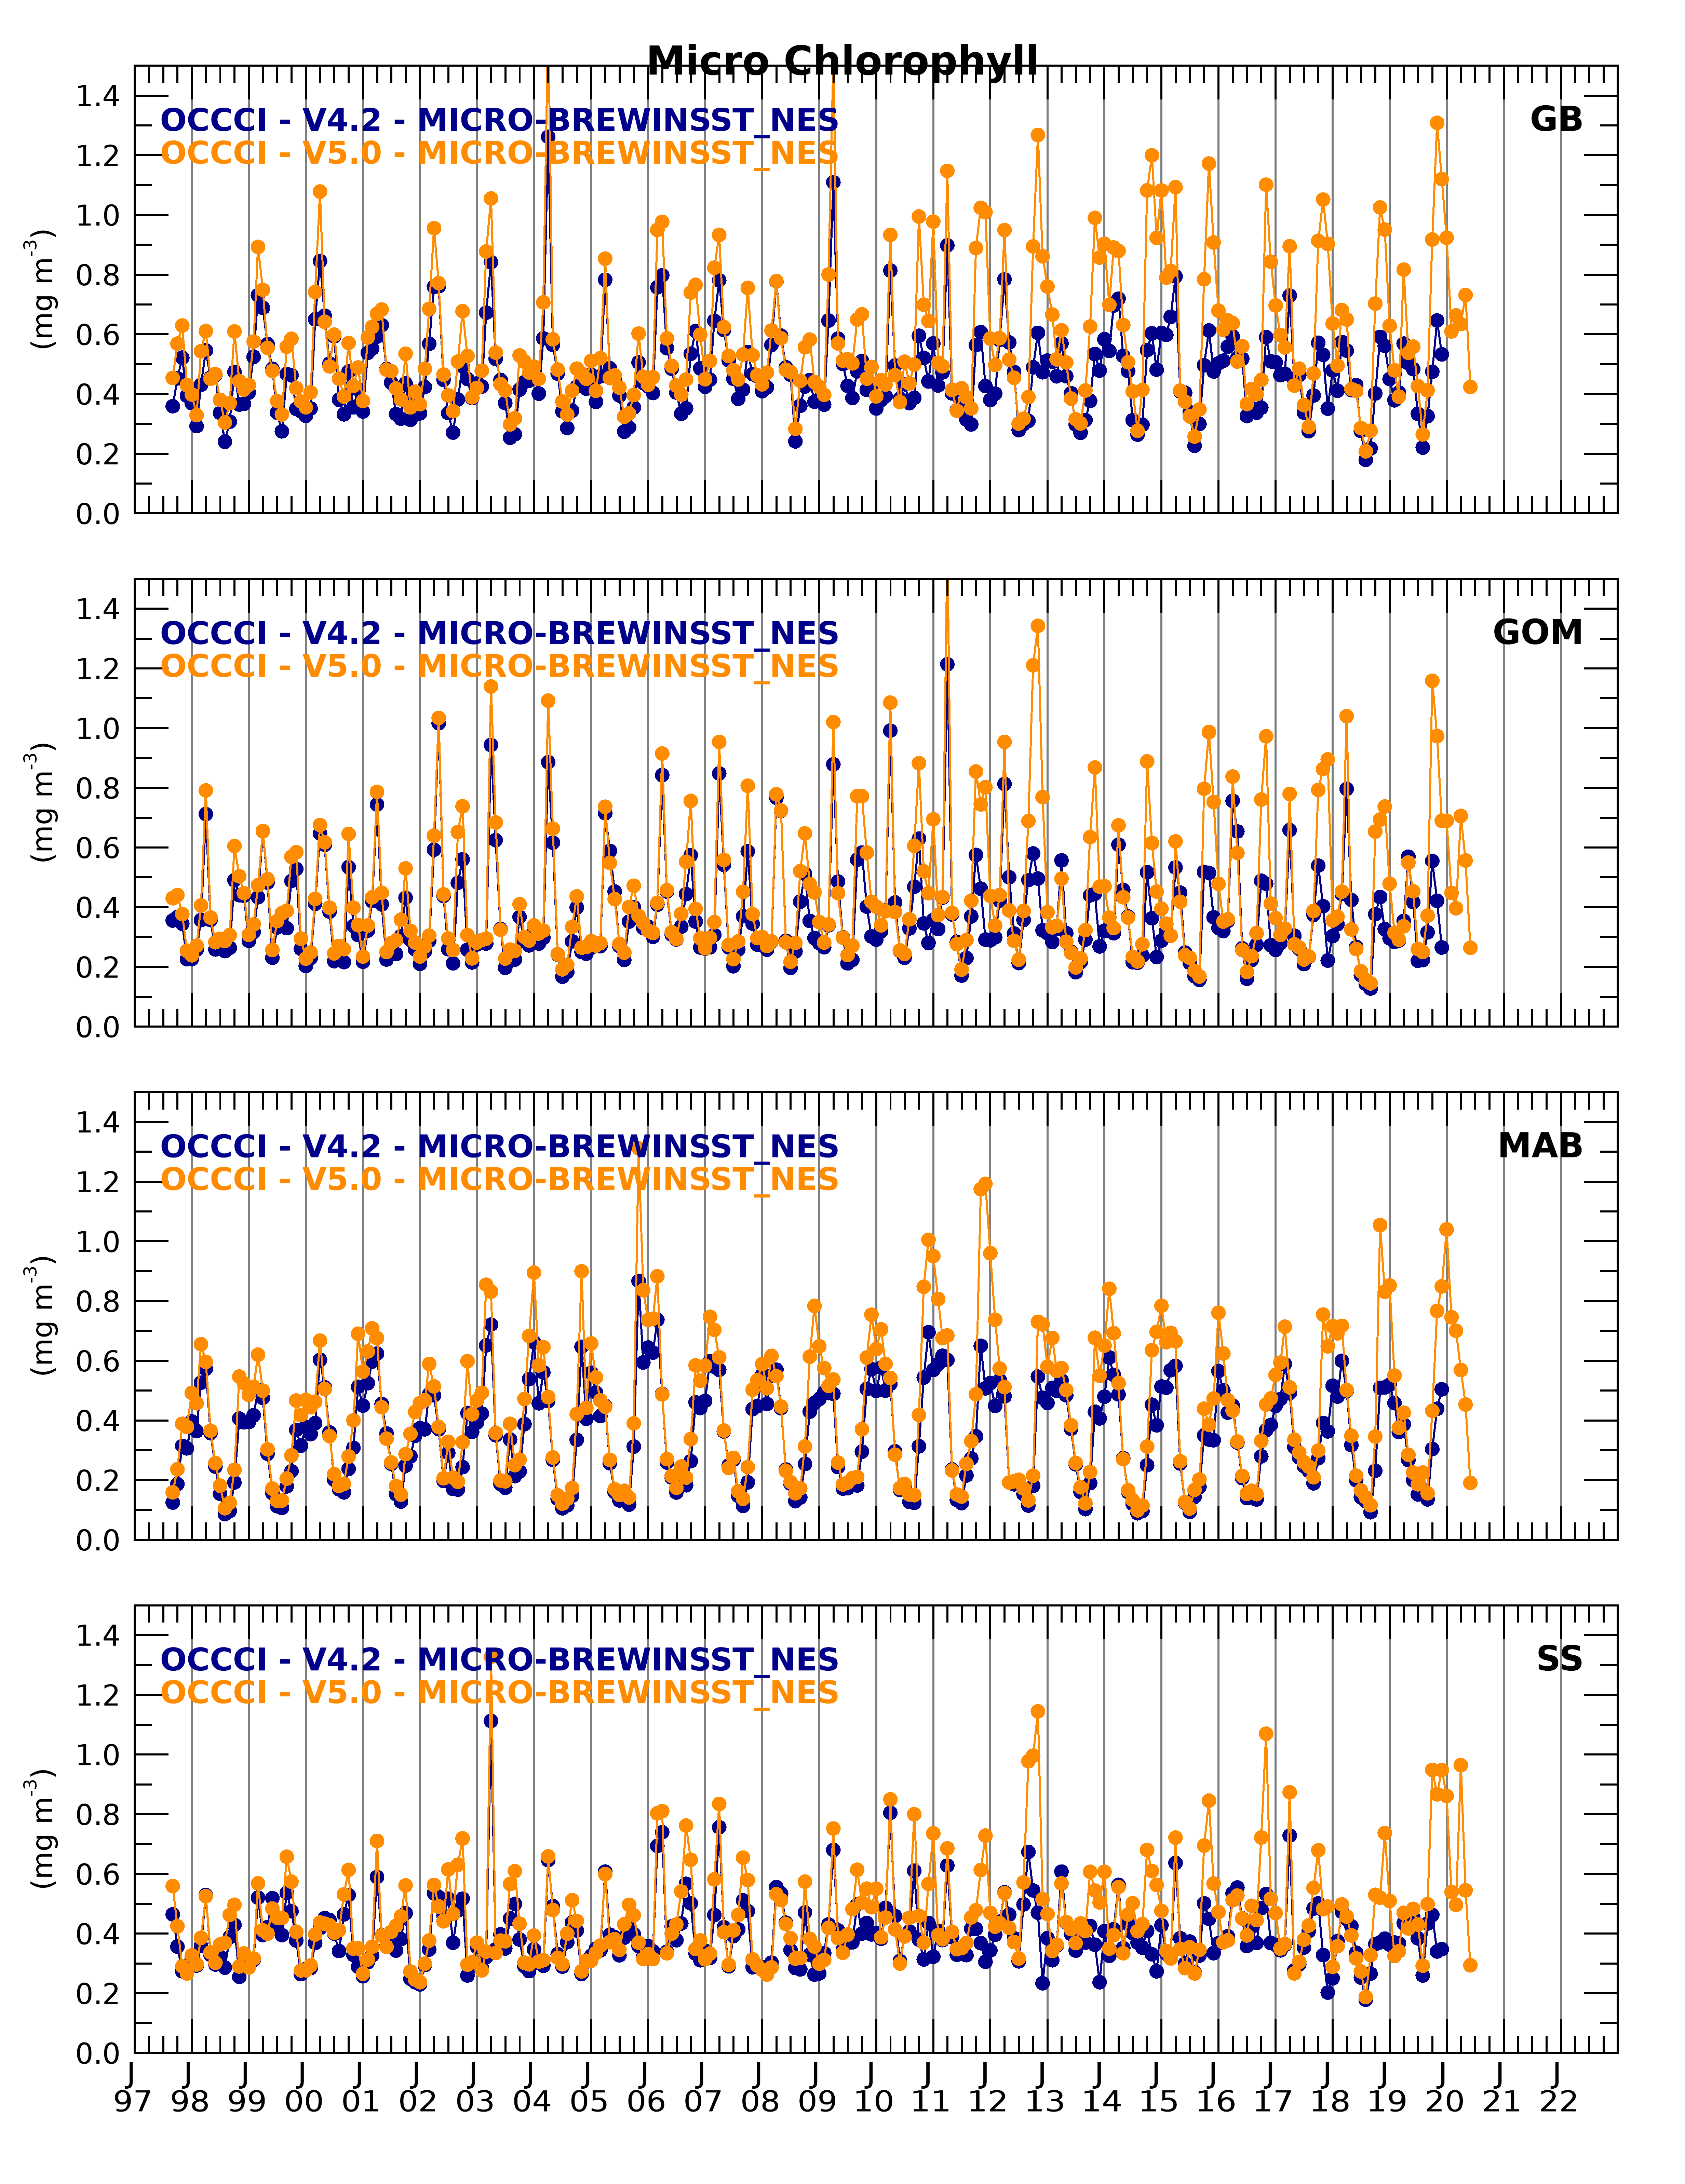 Micro Chlorophyll
OCCCI - V4.2 - MICRO-BREWINSST_NES
OCCCI - V5.0 - MICRO-BREWINSST_NES
GB
(mg m-3)
1.4
1.2
1.0
0.8
0.6
0.4
0.2
0.0
OCCCI - V4.2 - MICRO-BREWINSST_NES
OCCCI - V5.0 - MICRO-BREWINSST_NES
GOM
(mg m-3)
1.4
1.2
1.0
0.8
0.6
0.4
0.2
0.0
OCCCI - V4.2 - MICRO-BREWINSST_NES
OCCCI - V5.0 - MICRO-BREWINSST_NES
MAB
(mg m-3)
1.4
1.2
1.0
0.8
0.6
0.4
0.2
0.0
OCCCI - V4.2 - MICRO-BREWINSST_NES
OCCCI - V5.0 - MICRO-BREWINSST_NES
SS
(mg m-3)
1.4
1.2
1.0
0.8
0.6
0.4
0.2
0.0
J J J J J J J J J J J J J J J J J J J J J J J J J J
97 98 99 00 01 02 03 04 05 06 07 08 09 10 11 12 13 14 15 16 17 18 19 20 21 22